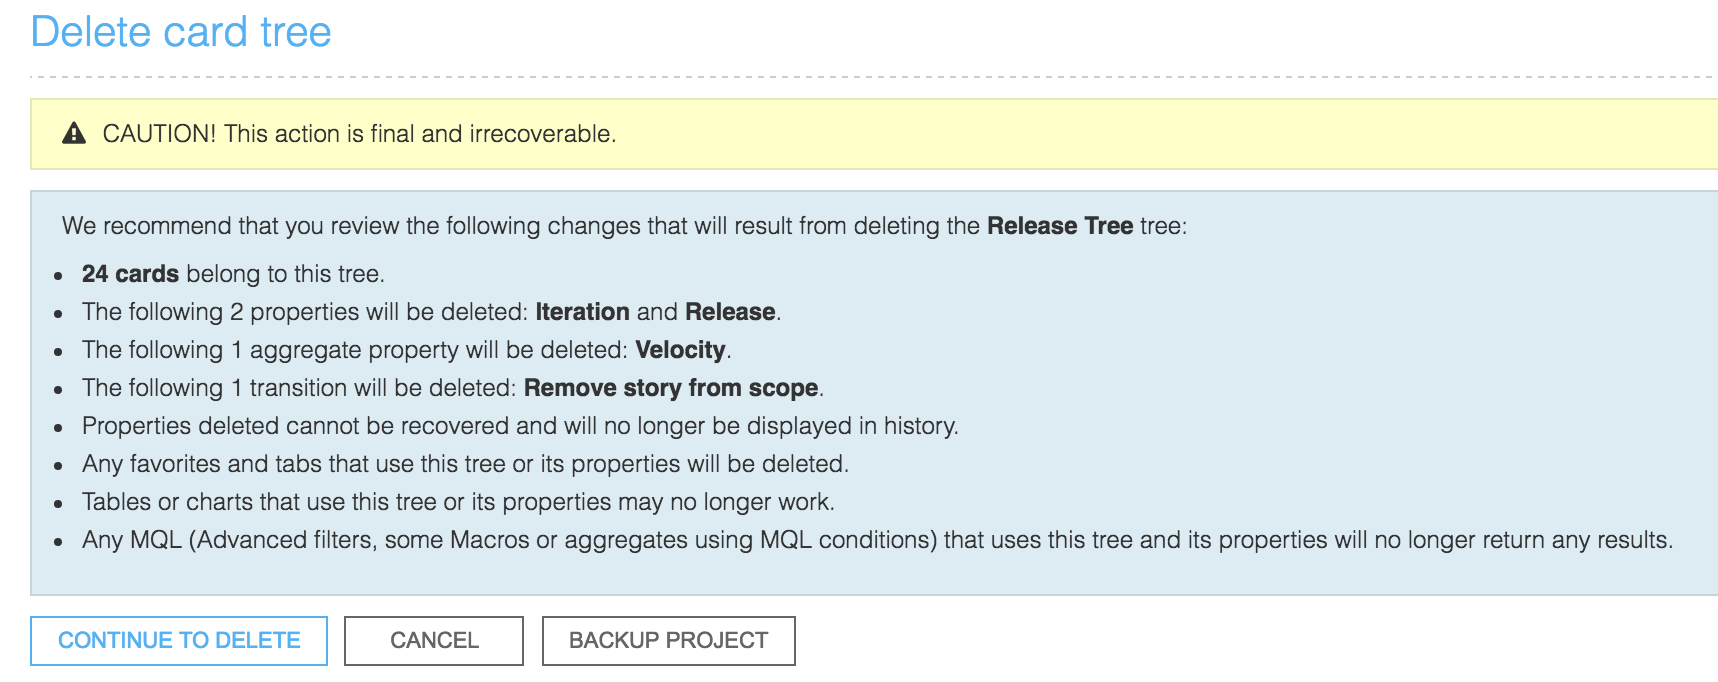 Delete card tree
CAUTION! This action is final and irrecoverable.
We recommend that you review the following changes that will result from deleting the Release Tree tree:
• 24 cards belong to this tree.
• The following 2 properties will be deleted: Iteration and Release.
• The following 1 aggregate property will be deleted: Velocity.
• The following 1 transition will be deleted: Remove story from scope.
• Properties deleted cannot be recovered and will no longer be displayed in history.
• Any favorites and tabs that use this tree or its properties will be deleted.
• Tables or charts that use this tree or its properties may no longer work.
• Any MQL (Advanced filters, some Macros or aggregates using MQL conditions) that uses this tree and its properties will no longer return any results.
CONTINUE TO DELETE CANCEL BACKUP PROJECT